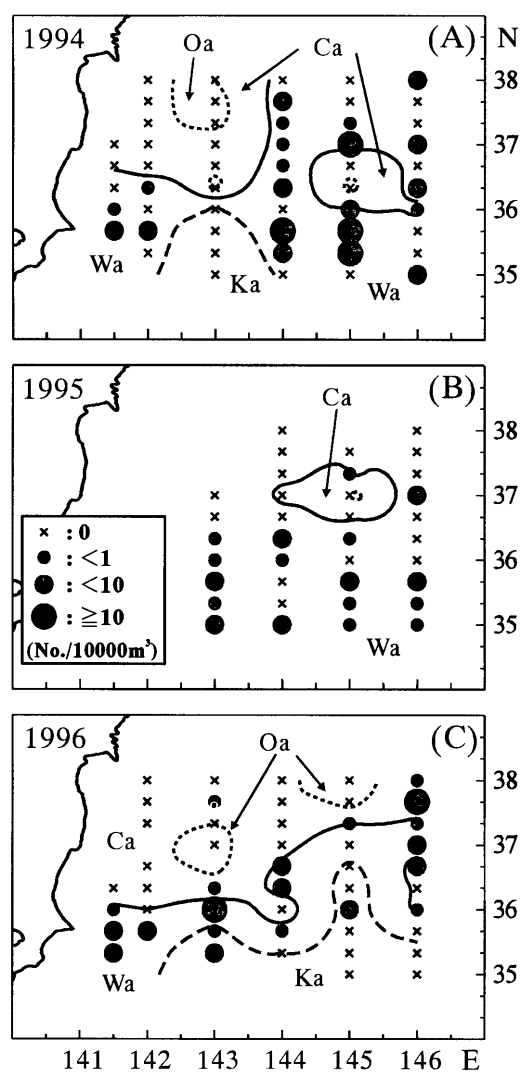 1994
(A)
N
Oa
Ca
38
37
36
35
Wa
Ka
Wa
1995
(B)
Ca
38
37
36
35
× : 0
● : <1
● : <10
● : ≧10
(No./10000m³)
Wa
1996
(C)
Oa
38
37
36
35
Ca
Wa
Ka
141 142 143 144 145 146 E